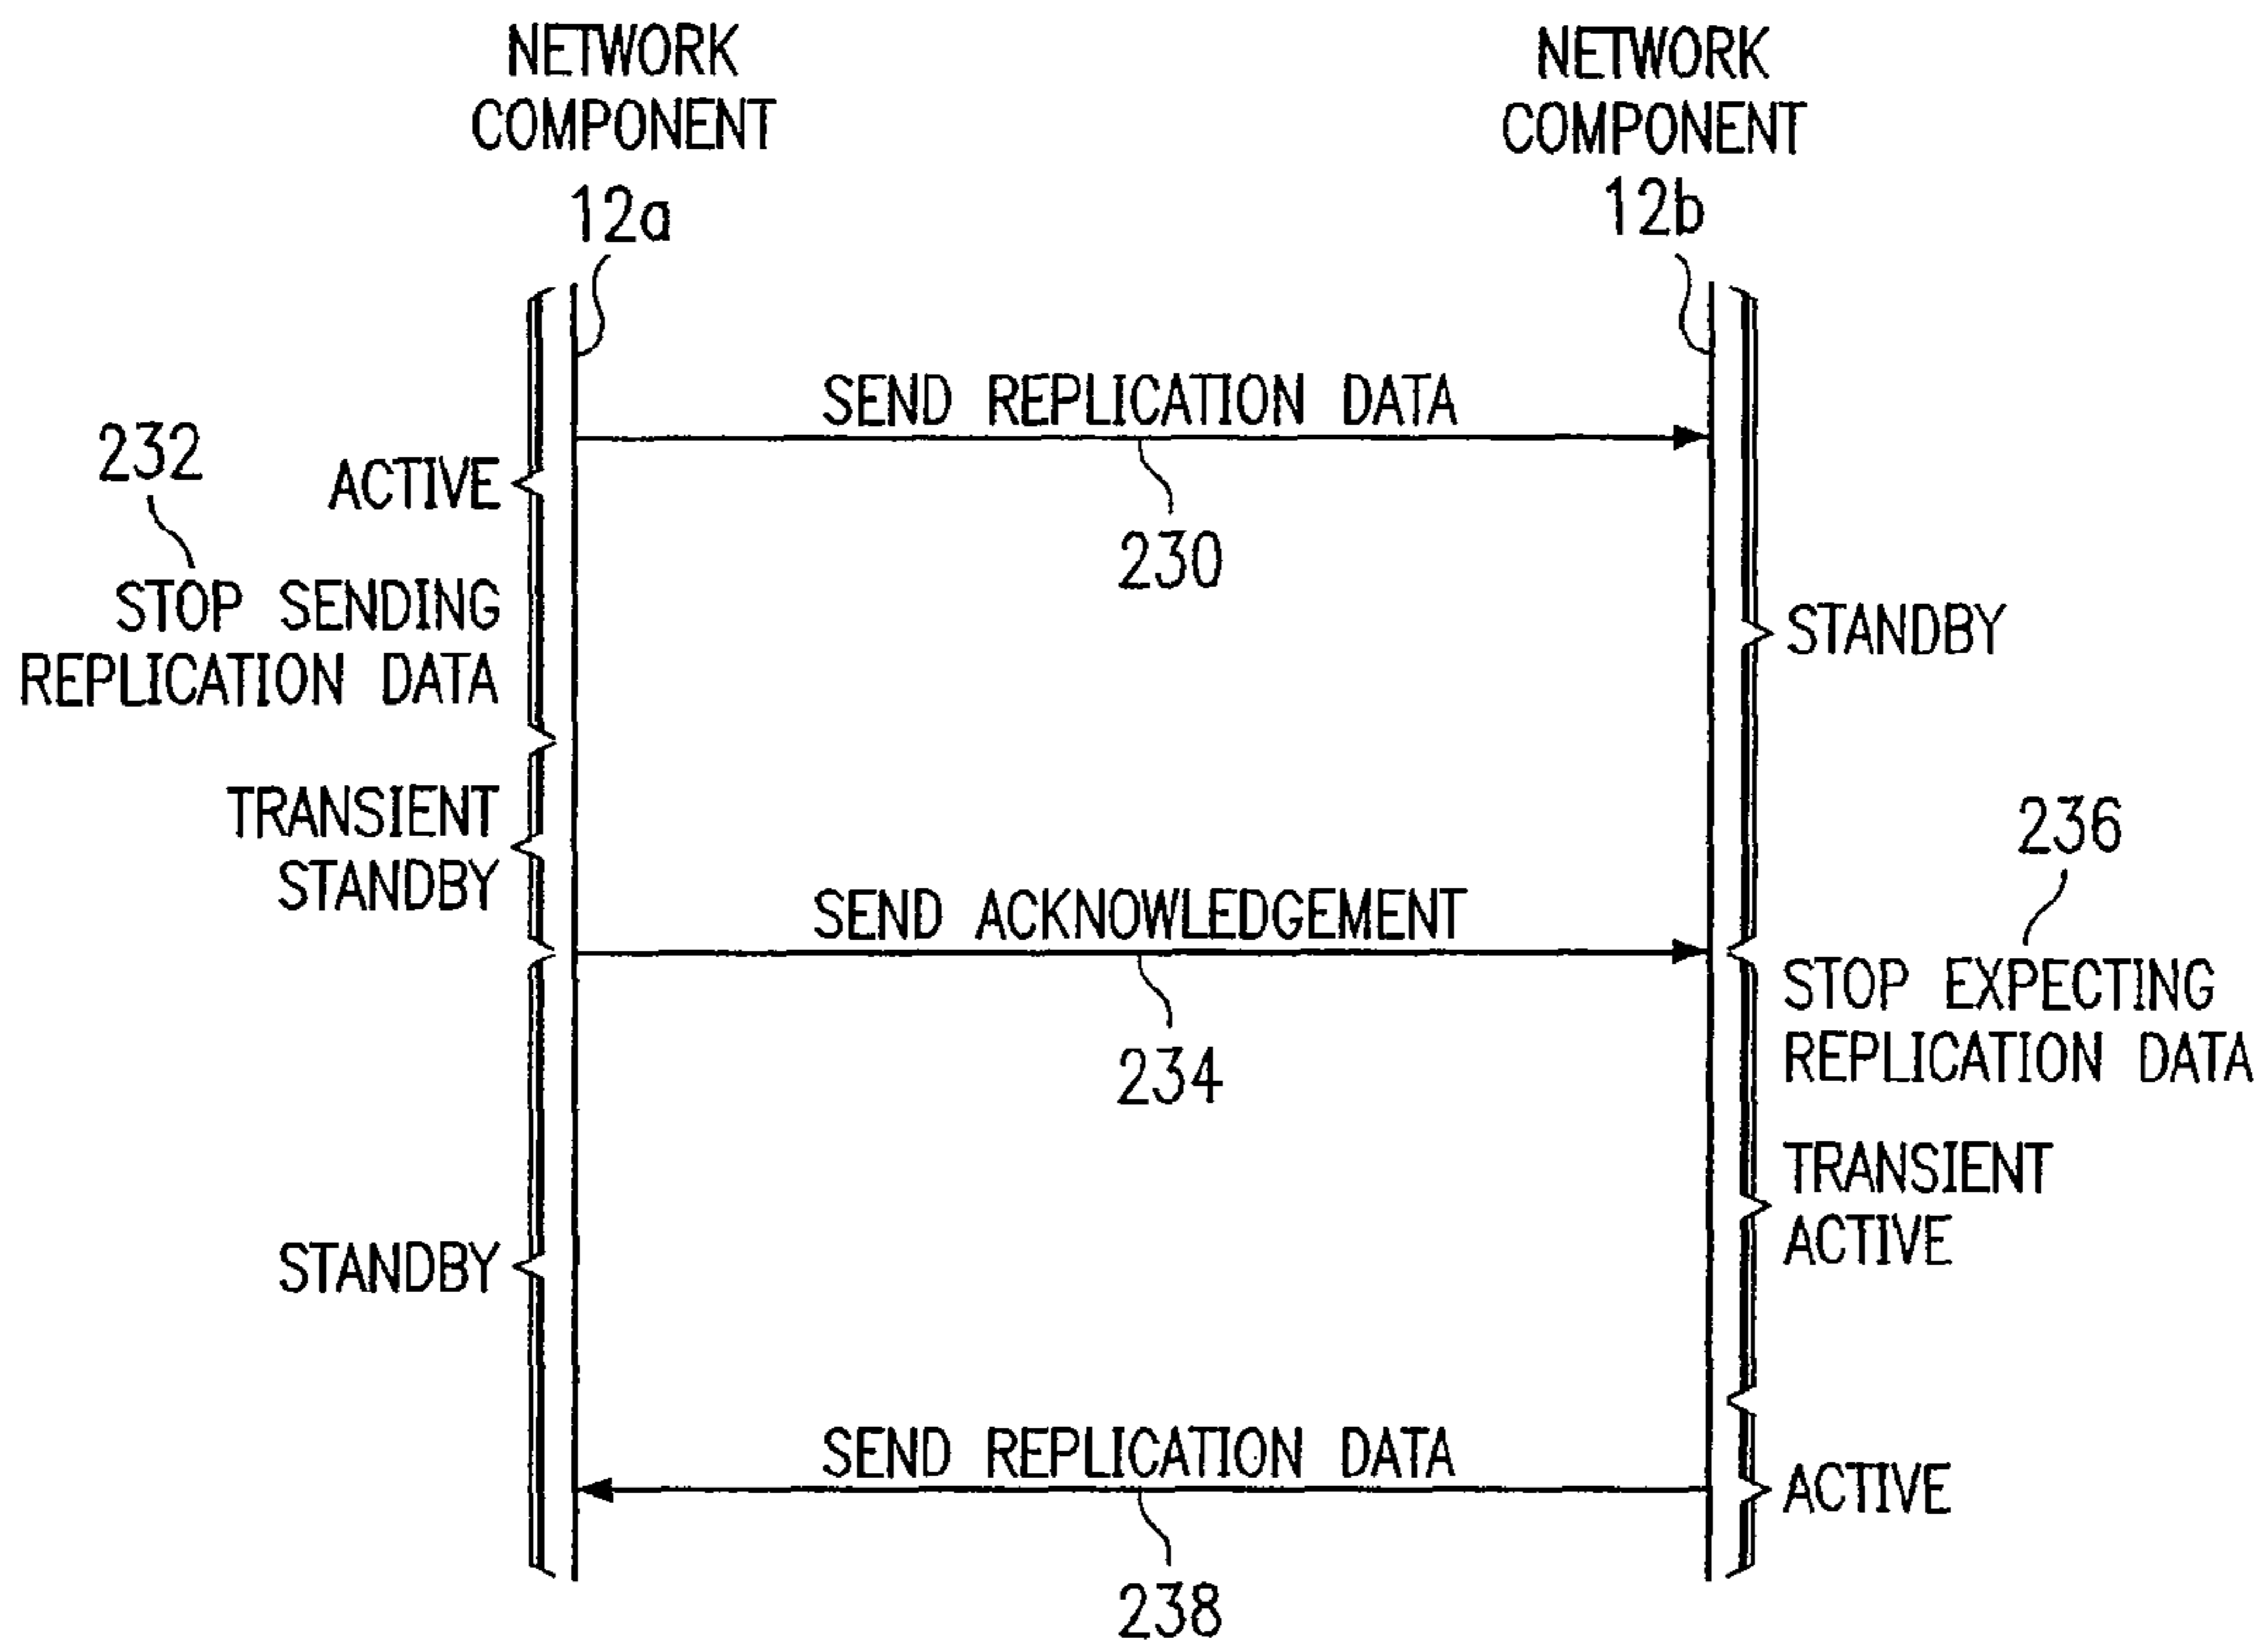 NETWORK
COMPONENT
12a
NETWORK
COMPONENT
12b
SEND REPLICATION DATA
230
232
ACTIVE
STOP SENDING
REPLICATION DATA
STANDBY
TRANSIENT
STANDBY
236
SEND ACKNOWLEDGEMENT
234
STOP EXPECTING
REPLICATION DATA
TRANSIENT
ACTIVE
STANDBY
SEND REPLICATION DATA
238
ACTIVE